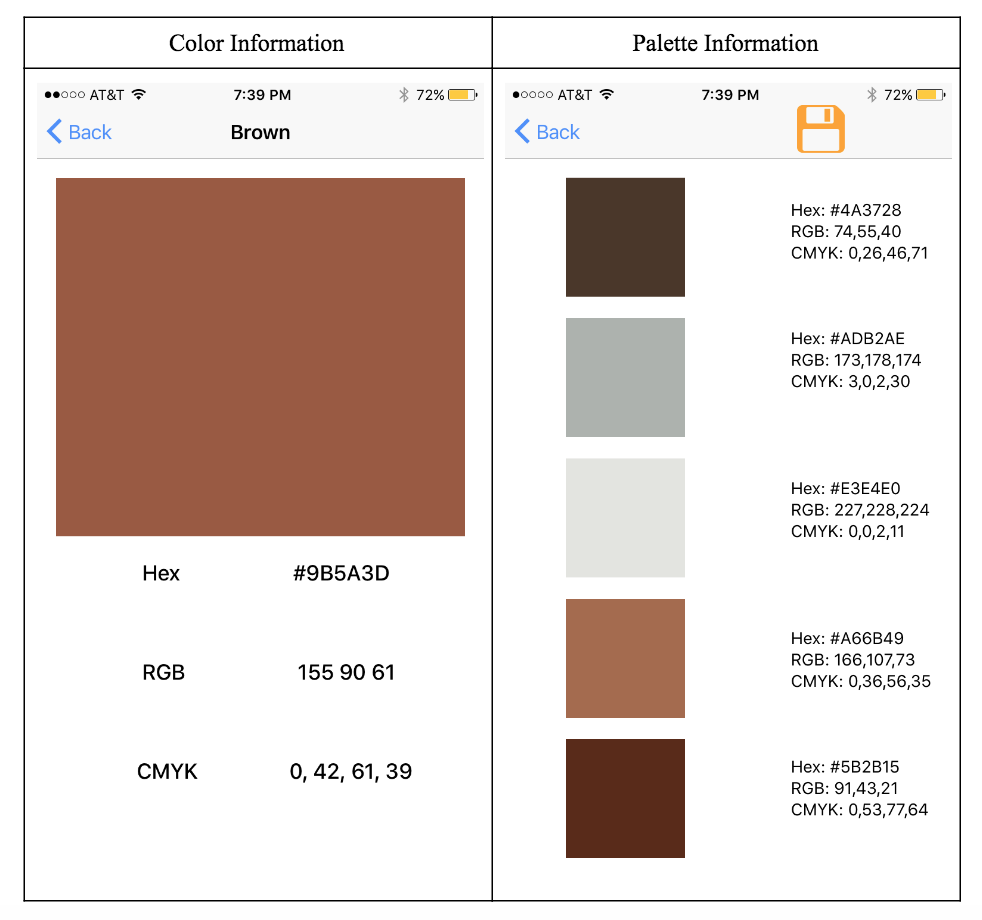 Color Information
Palette Information
AT&T 7:39 PM 72%
Back Brown
Hex #9B5A3D
RGB 155 90 61
CMYK 0, 42, 61, 39
AT&T 7:39 PM 72%
Back
Hex: #4A3728
RGB: 74,55,40
CMYK: 0,26,46,71
Hex: #ADB2AE
RGB: 173,178,174
CMYK: 3,0,2,30
Hex: #E3E4E0
RGB: 227,228,224
CMYK: 0,0,2,11
Hex: #A66B49
RGB: 166,107,73
CMYK: 0,36,56,35
Hex: #5B2B15
RGB: 91,43,21
CMYK: 0,53,77,64